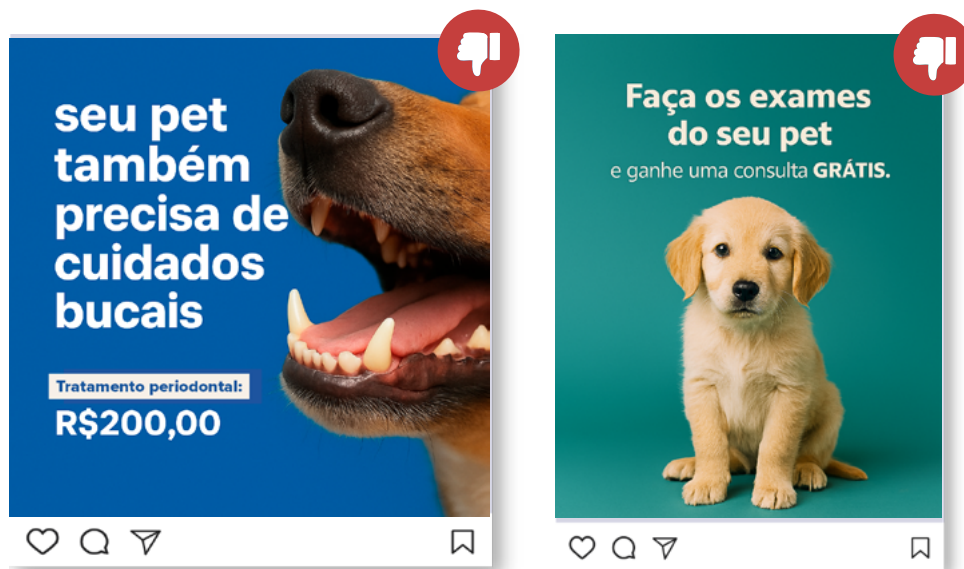 seu pet
também
precisa de
cuidados
bucais
Tratamento periodontal:
R$200,00
Faça os exames
do seu pet
e ganhe uma consulta GRÁTIS.